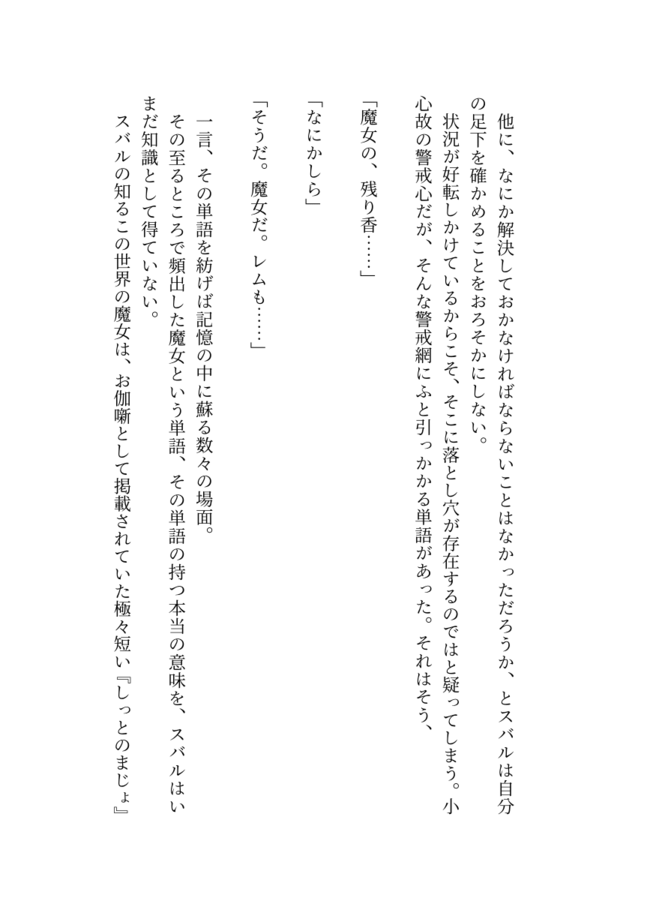 他に、なにか解決しておかなければならないことはなかっただろうか、とスバルは自分
の足下を確かめることをおろそかにしない。
　状況が好転しかけているからこそ、そこに落とし穴が存在するのではと疑ってしまう。小
心故の警戒心だが、そんな警戒網にふと引っかかる単語があった。それはそう、
「魔女の、残り香……」
「なにかしら」
「そうだ。魔女だ。レムも……」
　一言、その単語を紡げば記憶の中に蘇る数々の場面。
　その至るところで頻出した魔女という単語、その単語の持つ本当の意味を、スバルはい
まだ知識として得ていない。
　スバルの知るこの世界の魔女は、お伽噺として掲載されていた極々短い『しっとのまじょ』